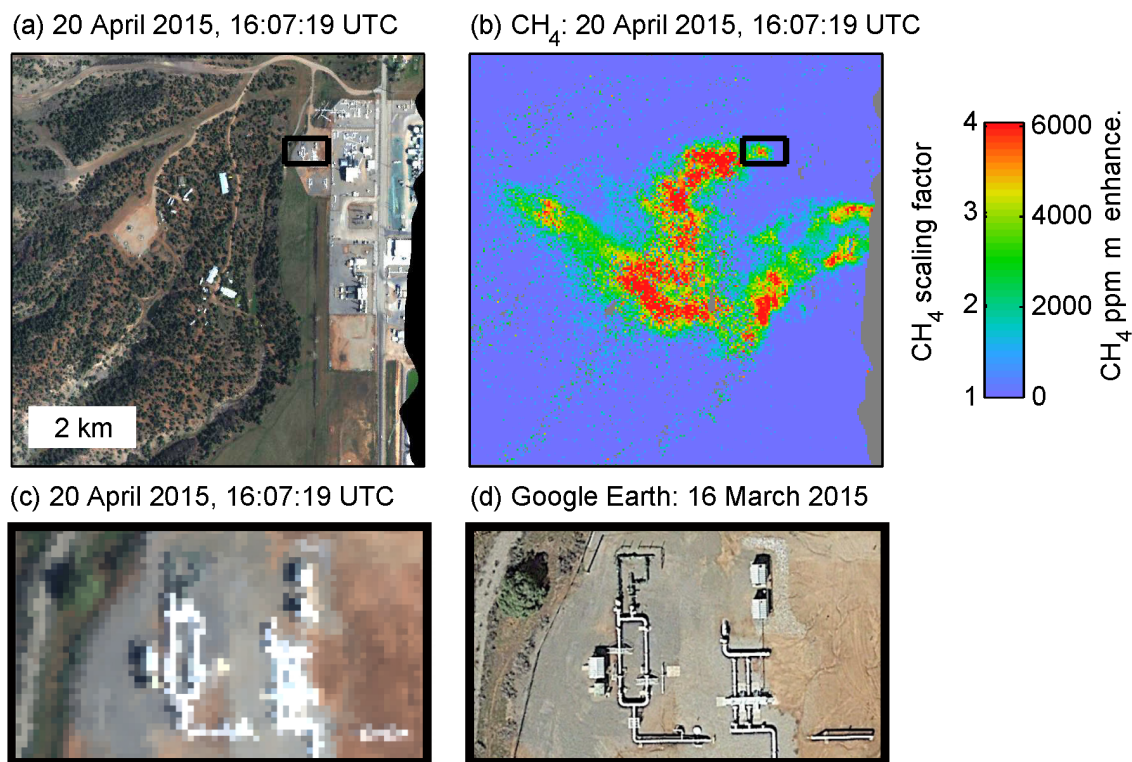 (a) 20 April 2015, 16:07:19 UTC
(b) CH4: 20 April 2015, 16:07:19 UTC
2 km
4
3
2
1
CH4 scaling factor
6000
4000
2000
0
CH4 ppm m enhance.
(c) 20 April 2015, 16:07:19 UTC
(d) Google Earth: 16 March 2015